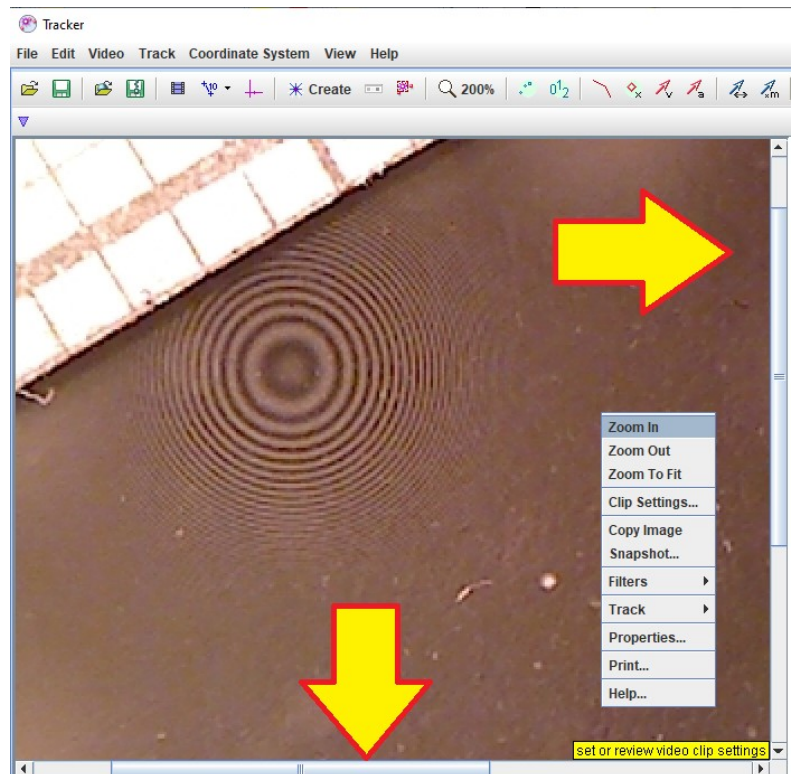 Tracker
File Edit Video Track Coordinate System View Help
Create 200%
Zoom In
Zoom Out
Zoom To Fit
Clip Settings...
Copy Image
Snapshot...
Filters
Track
Properties...
Print...
Help...
set or review video clip settings